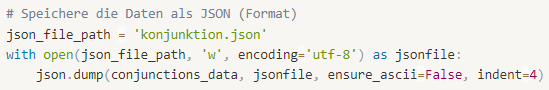 # Speichere die Daten als JSON (Format)
json_file_path = 'konjunktion.json'
with open(json_file_path, 'w', encoding='utf-8') as jsonfile:
    json.dump(conjunctions_data, jsonfile, ensure_ascii=False, indent=4)